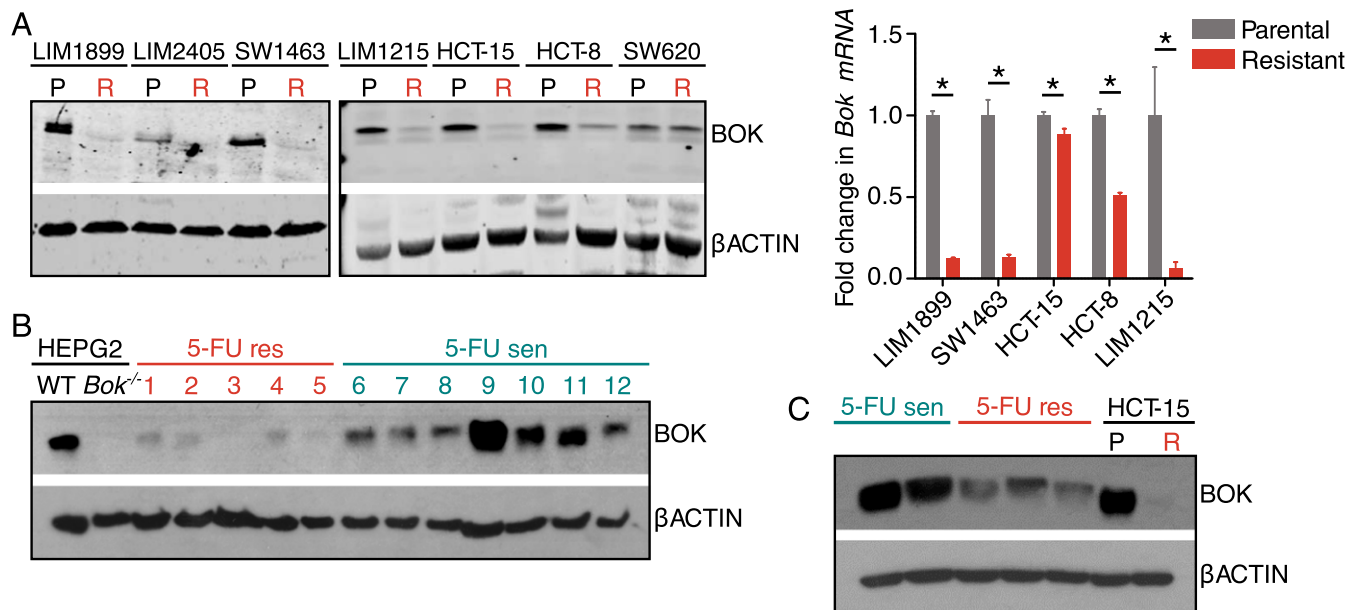 A
LIM1899 LIM2405 SW1463 LIM1215 HCT-15 HCT-8 SW620
P R P R P R P R P R P R P R
BOK
βACTIN
Fold change in Bok mRNA
1.5
1.0
0.5
0.0
* * * * *
Parental
Resistant
LIM1899
SW1463
HCT-15
HCT-8
LIM1215
B
HEPG2 5-FU res 5-FU sen
WT Bok-/- 1 2 3 4 5 6 7 8 9 10 11 12
BOK
βACTIN
C
5-FU sen 5-FU res HCT-15
P R
BOK
βACTIN